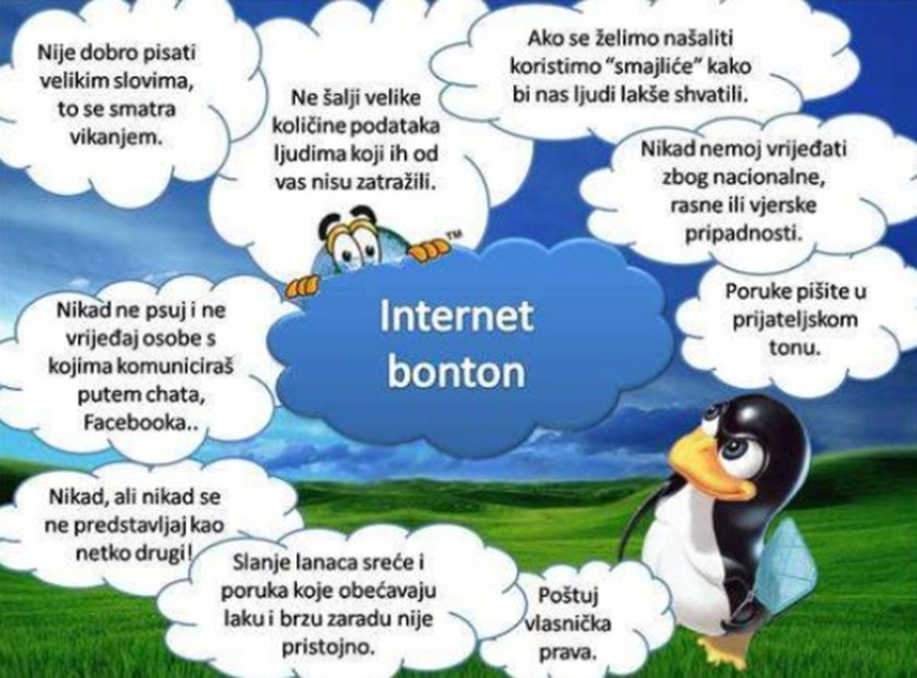 Nije dobro pisati
velikim slovima,
to se smatra
vikanjem.
Ne šalji velike
količine podataka
ljudima koji ih od
vas nisu zatražili.
Ako se želimo našaliti
koristimo “smajliće” kako
bi nas ljudi lakše shvatili.
Nikad nemoj vrijeđati
zbog nacionalne,
rasne ili vjerske
pripadnosti.
TM
Internet
bonton
Poruke pišite u
prijateljskom
tonu.
Nikad ne psuj i ne
vrijeđaj osobe s
kojima komuniciraš
putem chata,
Facebooka..
Nikad, ali nikad se
ne predstavljaj kao
netko drugi!
Slanje lanaca sreće i
poruka koje obećavaju
laku i brzu zaradu nije
pristojno.
Poštuj
vlasnička
prava.